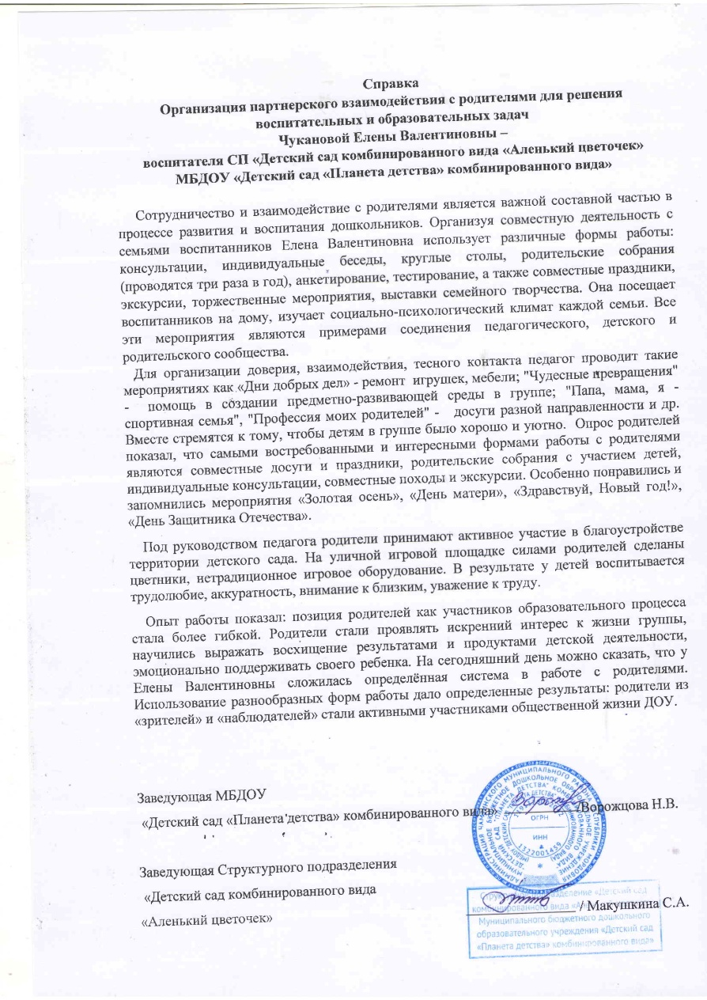 Справка
Организация партнерского взаимодействия с родителями для решения
воспитательных и образовательных задач
Чукановой Елены Валентиновны –
воспитателя СП «Детский сад комбинированного вида «Аленький цветочек»
МБДОУ «Детский сад «Планета детства» комбинированного вида»
Сотрудничество и взаимодействие с родителями является важной составной частью в
процессе развития и воспитания дошкольников. Организуя совместную деятельность с
семьями воспитанников Елена Валентиновна использует различные формы работы:
консультации, индивидуальные беседы, круглые столы, родительские собрания
(проводятся три раза в год), анкетирование, тестирование, а также совместные праздники,
экскурсии, торжественные мероприятия, выставки семейного творчества. Она посещает
воспитанников на дому, изучает социально-психологический климат каждой семьи. Все
эти мероприятия являются примерами соединения педагогического, детского и
родительского сообщества.
Для организации доверия, взаимодействия, тесного контакта педагог проводит такие
мероприятиях как «Дни добрых дел» - ремонт игрушек, мебели; "Чудесные превращения"
- помощь в создании предметно-развивающей среды в группе; "Папа, мама, я -
спортивная семья", "Профессия моих родителей" - досуги разной направленности и др.
Вместе стремятся к тому, чтобы детям в группе было хорошо и уютно. Опрос родителей
показал, что самыми востребованными и интересными формами работы с родителями
являются совместные досуги и праздники, родительские собрания с участием детей,
индивидуальные консультации, совместные походы и экскурсии. Особенно понравились и
запомнились мероприятия «Золотая осень», «День матери», «Здравствуй, Новый год!»,
«День Защитника Отечества».
Под руководством педагога родители принимают активное участие в благоустройстве
территории детского сада. На уличной игровой площадке силами родителей сделаны
цветники, нетрадиционное игровое оборудование. В результате у детей воспитывается
трудолюбие, аккуратность, внимание к близким, уважение к труду.
Опыт работы показал: позиция родителей как участников образовательного процесса
стала более гибкой. Родители стали проявлять искренний интерес к жизни группы,
научились выражать восхищение результатами и продуктами детской деятельности,
эмоционально поддерживать своего ребенка. На сегодняшний день можно сказать, что у
Елены Валентиновны сложилась определённая система в работе с родителями.
Использование разнообразных форм работы дало определенные результаты: родители из
«зрителей» и «наблюдателей» стали активными участниками общественной жизни ДОУ.
Заведующая МБДОУ
«Детский сад «Планета детства» комбинированного вида» /Ворожцова Н.В.
ОГРН
ИНН
1322001459
Заведующая Структурного подразделения
«Детский сад комбинированного вида
«Аленький цветочек» / Макушкина С.А.
Структурное подразделение «Детский сад
комбинированного вида
Муниципального бюджетного дошкольного
образовательного учреждения «Детский сад
«Планета детства» комбинированного вида»